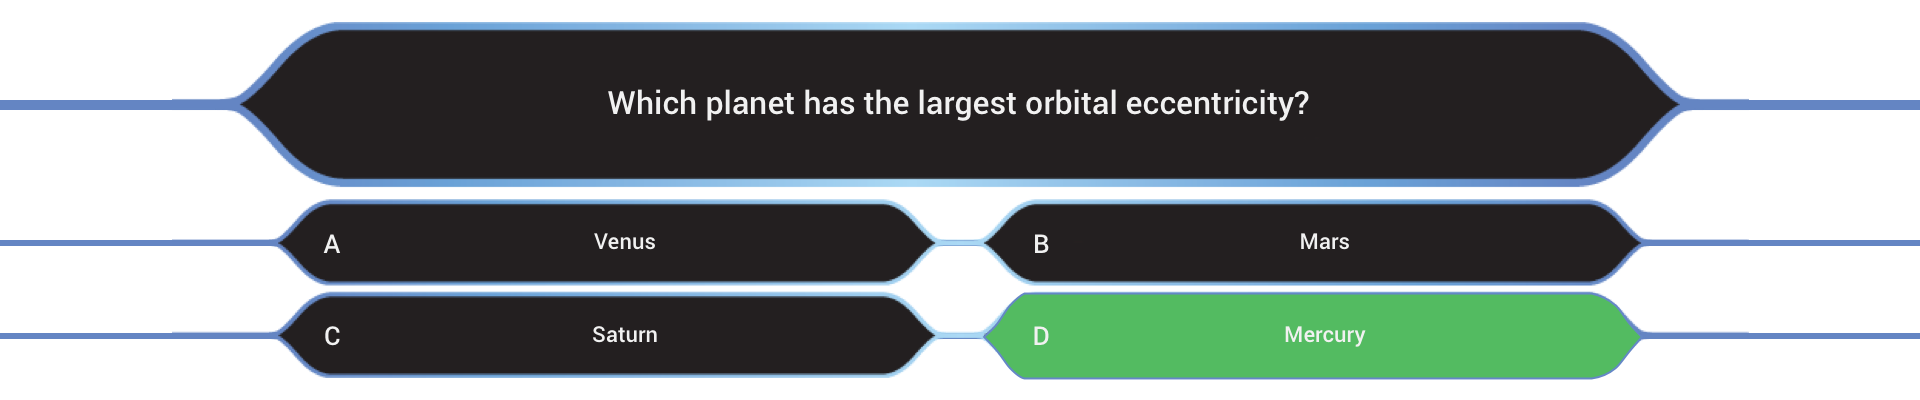 Which planet has the largest orbital eccentricity?
A Venus
B Mars
C Saturn
D Mercury